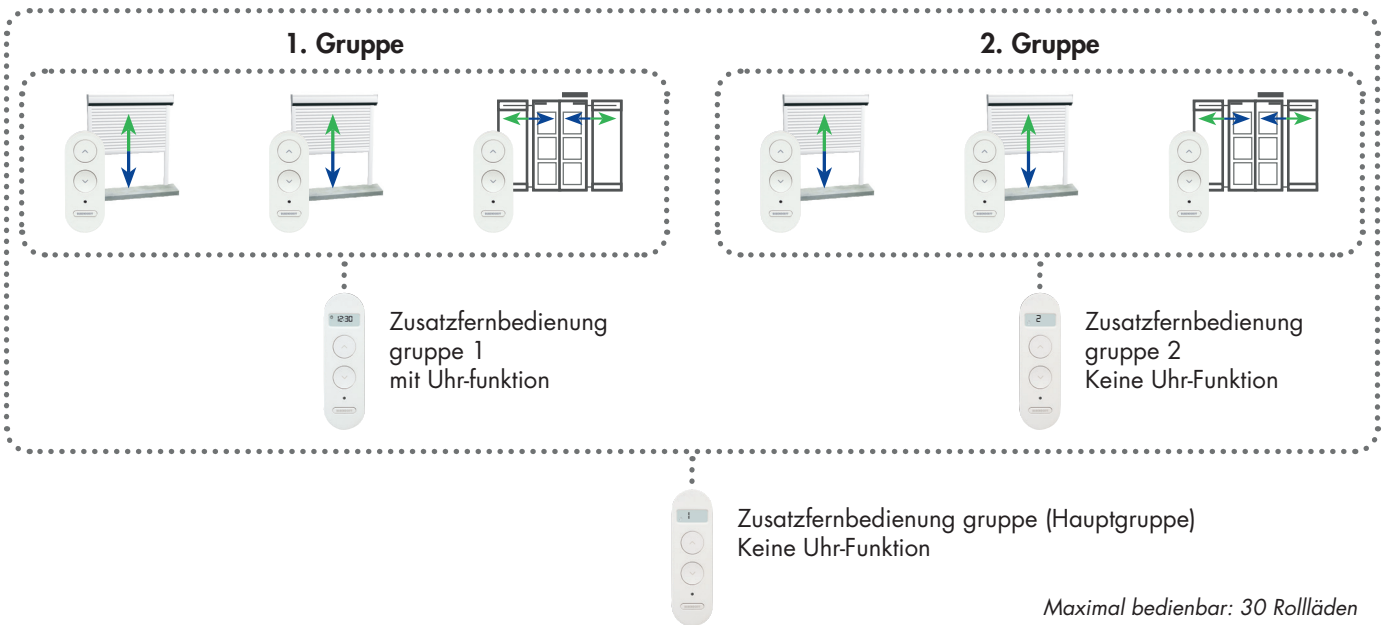 1. Gruppe
2. Gruppe
12:30
Zusatzfernbedienung
gruppe 1
mit Uhr-funktion
2
Zusatzfernbedienung
gruppe 2
Keine Uhr-Funktion
1
Zusatzfernbedienung gruppe (Hauptgruppe)
Keine Uhr-Funktion
Maximal bedienbar: 30 Rollläden